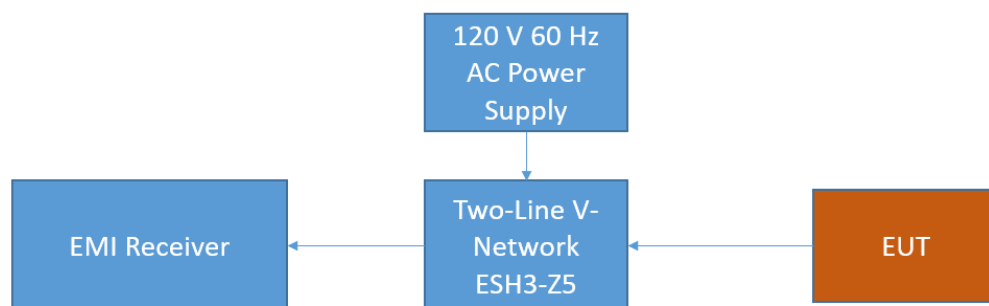 120 V 60 Hz
AC Power
Supply
EMI Receiver
Two-Line V-
Network
ESH3-Z5
EUT